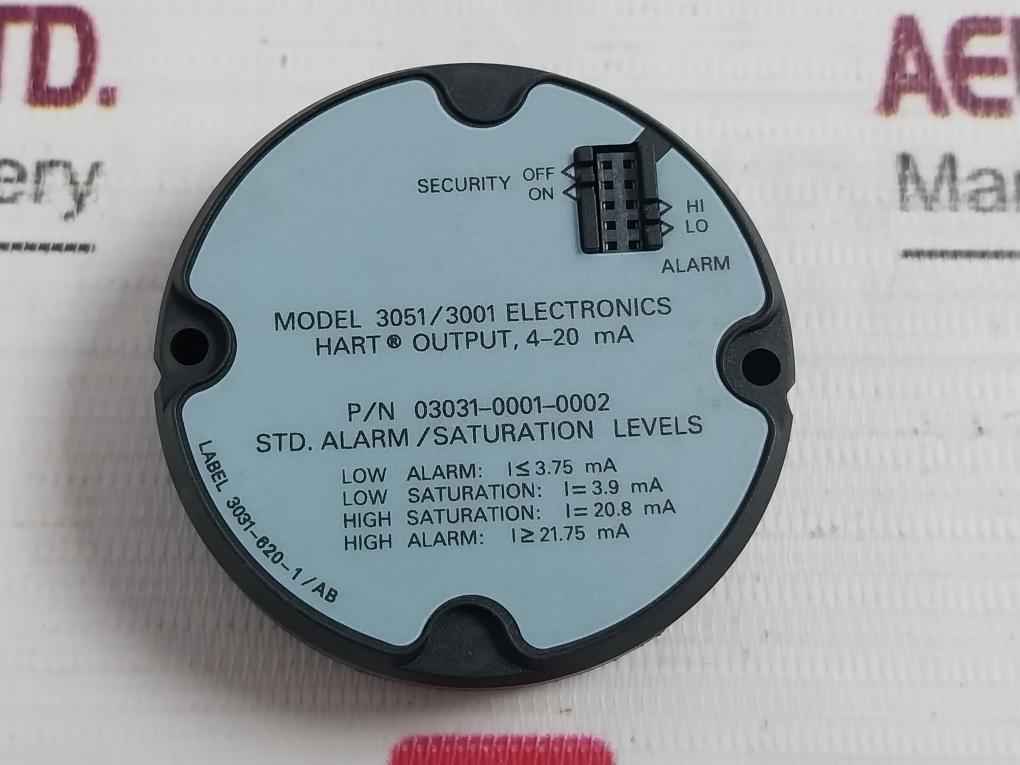 TD.
AE
ery
Mar
SECURITY OFF
ON
HI
LO
ALARM
MODEL 3051/3001 ELECTRONICS
HART® OUTPUT, 4–20 mA
P/N 03031–0001–0002
STD. ALARM /SATURATION LEVELS
LOW ALARM: I≤3.75 mA
LOW SATURATION: I=3.9 mA
HIGH SATURATION: I=20.8 mA
HIGH ALARM: I≥21.75 mA
LABEL 3031–620–1/AB